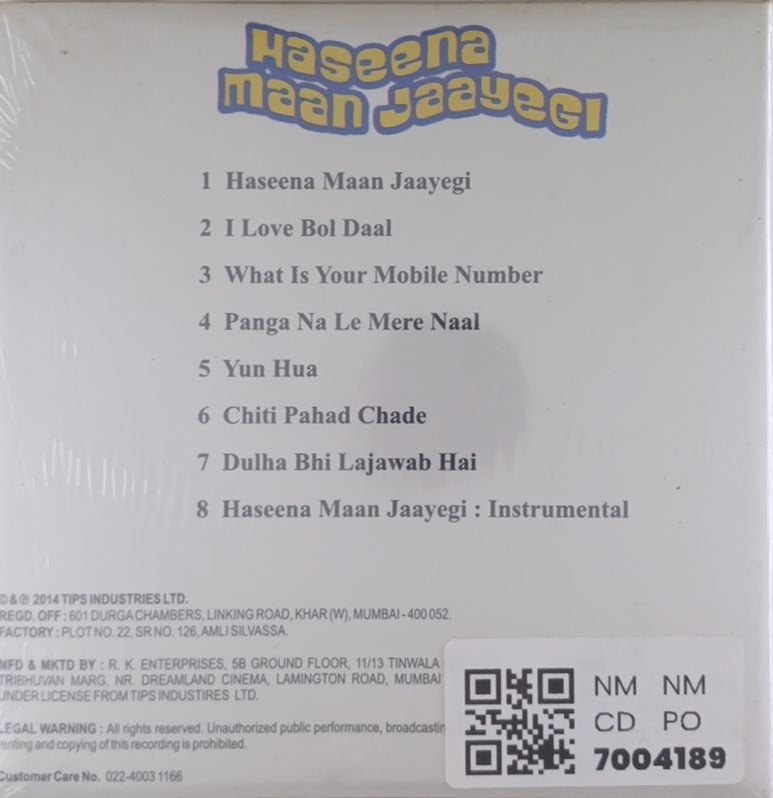 Haseena
maan Jaayegi
1 Haseena Maan Jaayegi
2 I Love Bol Daal
3 What Is Your Mobile Number
4 Panga Na Le Mere Naal
5 Yun Hua
6 Chiti Pahad Chade
7 Dulha Bhi Lajawab Hai
8 Haseena Maan Jaayegi : Instrumental
©&℗ 2014 TIPS INDUSTRIES LTD.
REGD. OFF : 601 DURGA CHAMBERS, LINKING ROAD, KHAR (W), MUMBAI - 400 052.
FACTORY : PLOT NO. 22, SR NO. 126, AMLI SILVASSA.
MFD & MKTD BY : R. K. ENTERPRISES, 5B GROUND FLOOR, 11/13 TINWALA
TRIBHUVAN MARG, NR. DREAMLAND CINEMA, LAMINGTON ROAD, MUMBAI
UNDER LICENSE FROM TIPS INDUSTIRES LTD.
LEGAL WARNING : All rights reserved. Unauthorized public performance, broadcastin
renting and copying of this recording is prohibited.
Customer Care No. 022-4003 1166
NM NM
CD PO
7004189